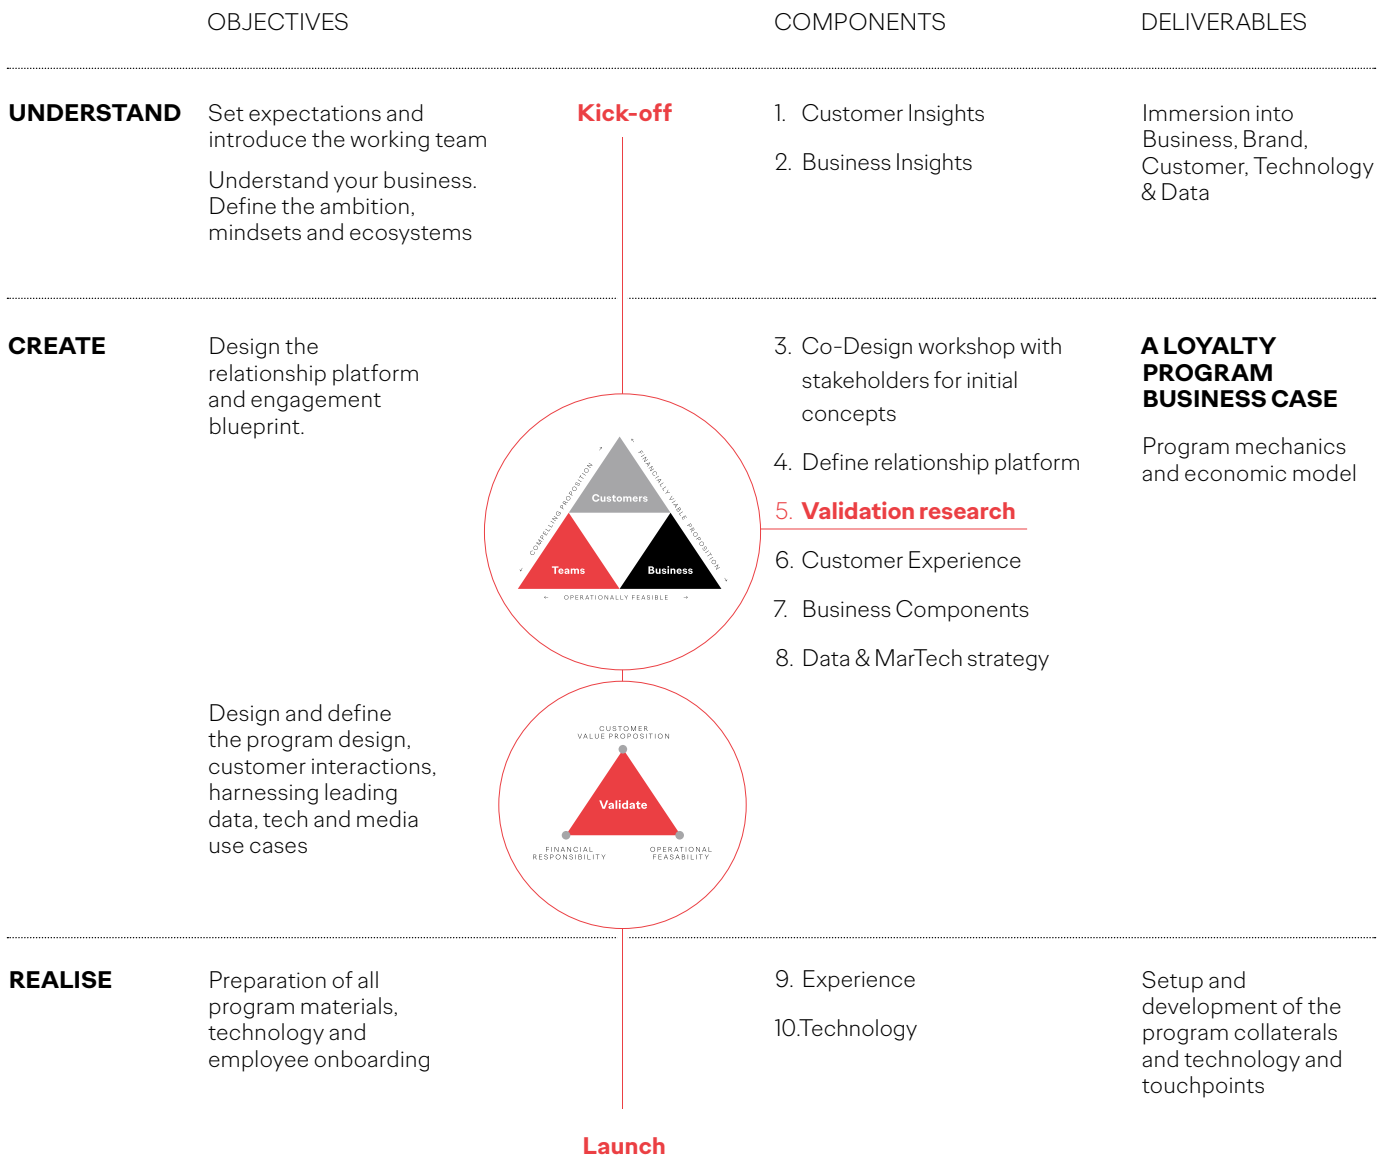 OBJECTIVES
COMPONENTS
DELIVERABLES
UNDERSTAND
Set expectations and
introduce the working team
Understand your business.
Define the ambition,
mindsets and ecosystems
Kick-off
1. Customer Insights
2. Business Insights
Immersion into
Business, Brand,
Customer, Technology
& Data
CREATE
Design the
relationship platform
and engagement
blueprint.
← COMPELLING PROPOSITION →
← FINANCIALLY VIABLE PROPOSITION →
Customers
Teams
Business
← OPERATIONALLY FEASIBLE →
3. Co-Design workshop with
stakeholders for initial
concepts
4. Define relationship platform
5. Validation research
6. Customer Experience
7. Business Components
8. Data & MarTech strategy
A LOYALTY
PROGRAM
BUSINESS CASE
Program mechanics
and economic model
Design and define
the program design,
customer interactions,
harnessing leading
data, tech and media
use cases
CUSTOMER
VALUE PROPOSITION
Validate
FINANCIAL
RESPONSIBILITY
OPERATIONAL
FEASABILITY
REALISE
Preparation of all
program materials,
technology and
employee onboarding
9. Experience
10.Technology
Setup and
development of the
program collaterals
and technology and
touchpoints
Launch